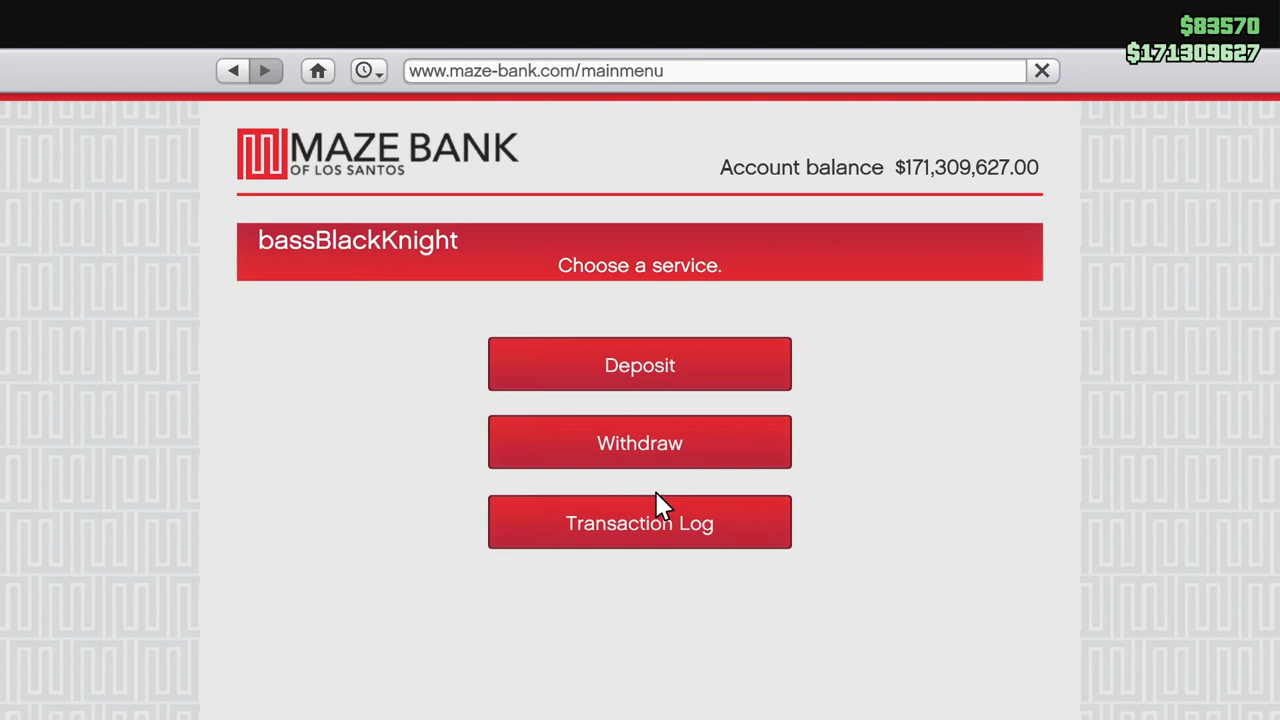 $83570
$171309627
www.maze-bank.com/mainmenu
MAZE BANK
OF LOS SANTOS
Account balance $171,309,627.00
bassBlackKnight
Choose a service.
Deposit
Withdraw
Transaction Log